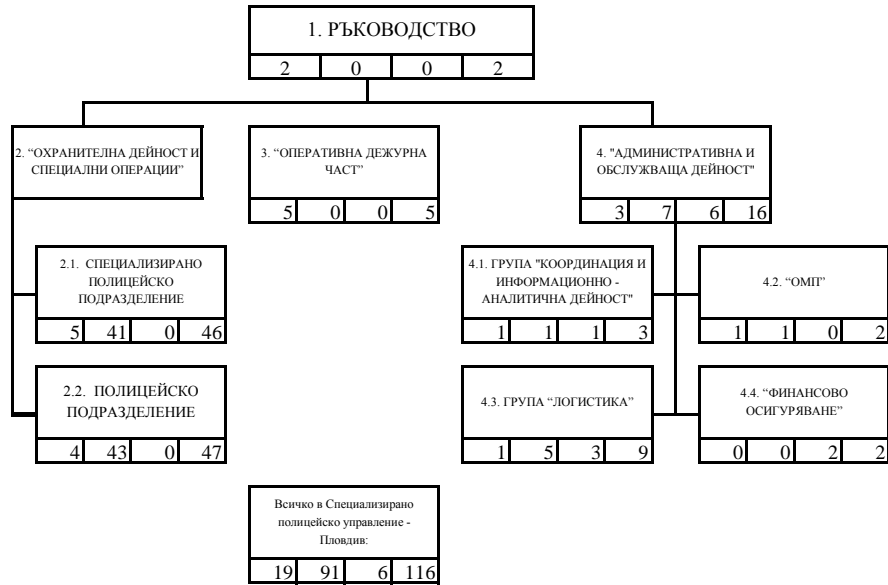 1. РЪКОВОДСТВО
2 0 0 2
2. “ОХРАНИТЕЛНА ДЕЙНОСТ И
СПЕЦИАЛНИ ОПЕРАЦИИ”
3. “ОПЕРАТИВНА ДЕЖУРНА
ЧАСТ”
5 0 0 5
4. "АДМИНИСТРАТИВНА И
ОБСЛУЖВАЩА ДЕЙНОСТ"
3 7 6 16
2.1. СПЕЦИАЛИЗИРАНО
ПОЛИЦЕЙСКО
ПОДРАЗДЕЛЕНИЕ
5 41 0 46
4.1. ГРУПА "КООРДИНАЦИЯ И
ИНФОРМАЦИОННО -
АНАЛИТИЧНА ДЕЙНОСТ"
1 1 1 3
4.2. “ОМП”
1 1 0 2
2.2. ПОЛИЦЕЙСКО
ПОДРАЗДЕЛЕНИЕ
4 43 0 47
4.3. ГРУПА “ЛОГИСТИКА”
1 5 3 9
4.4. “ФИНАНСОВО
ОСИГУРЯВАНЕ”
0 0 2 2
Всичко в Специализирано
полицейско управление -
Пловдив:
19 91 6 116